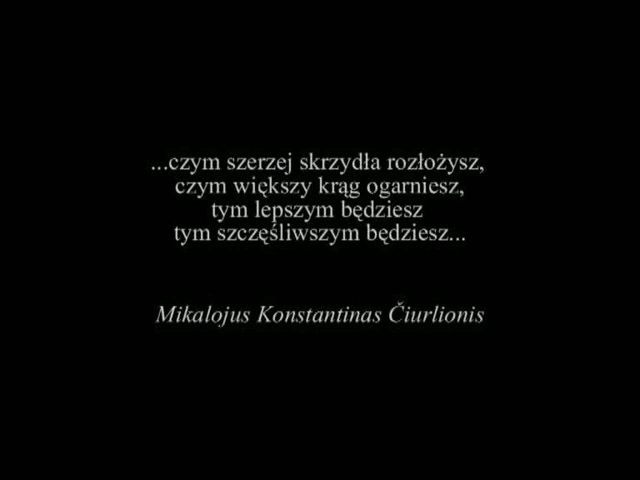 ...czym szerzej skrzydła rozłożysz,
czym większy krąg ogarniesz,
tym lepszym będziesz
tym szczęśliwszym będziesz...
Mikalojus Konstantinas Čiurlionis